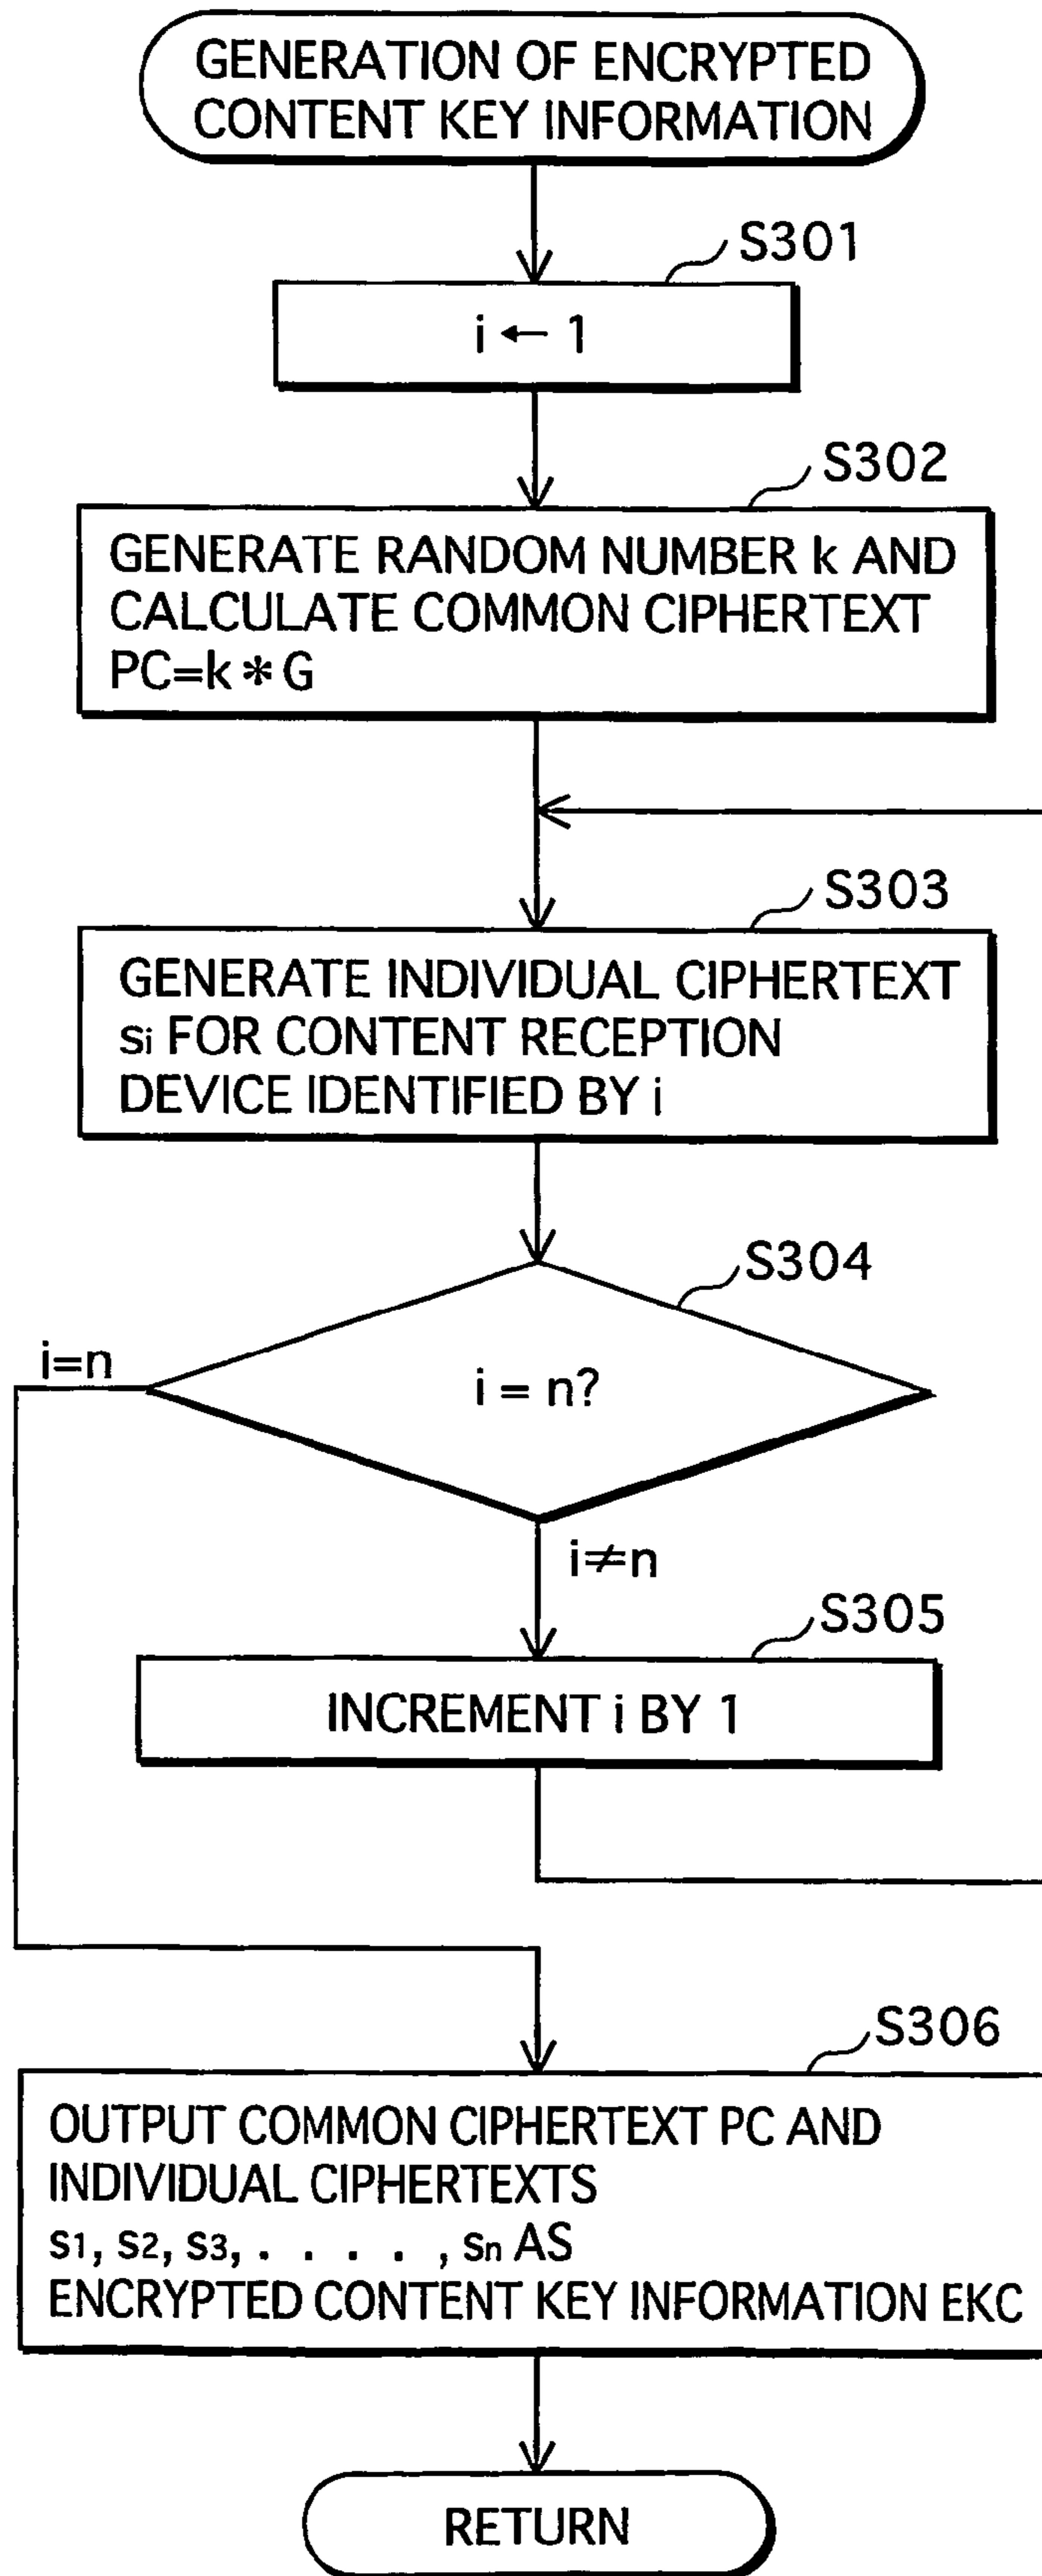 GENERATION OF ENCRYPTED
CONTENT KEY INFORMATION
S301
i ← 1
S302
GENERATE RANDOM NUMBER k AND
CALCULATE COMMON CIPHERTEXT
PC=k*G
S303
GENERATE INDIVIDUAL CIPHERTEXT
si FOR CONTENT RECEPTION
DEVICE IDENTIFIED BY i
S304
i=n
i = n?
i≠n
S305
INCREMENT i BY 1
S306
OUTPUT COMMON CIPHERTEXT PC AND
INDIVIDUAL CIPHERTEXTS
s1, s2, s3, . . . . . , sn AS
ENCRYPTED CONTENT KEY INFORMATION EKC
RETURN